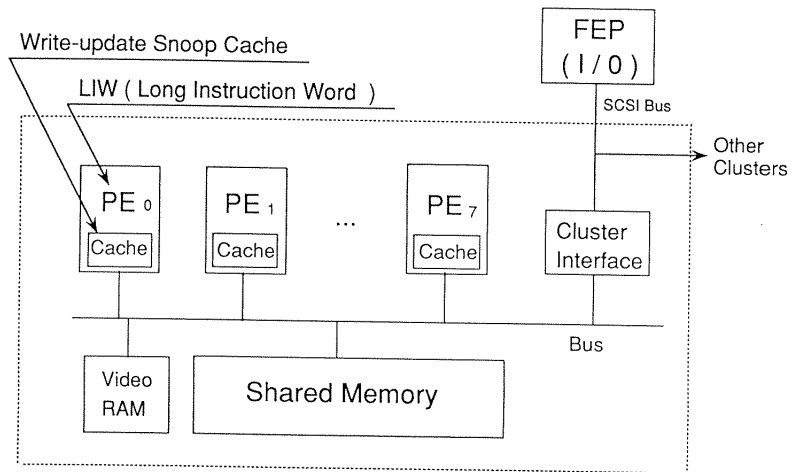 Write-update Snoop Cache
LIW ( Long Instruction Word )
FEP
( I / 0 )
SCSI Bus
Other
Clusters
PE 0
Cache
PE 1
Cache
...
PE 7
Cache
Cluster
Interface
Bus
Video
RAM
Shared Memory